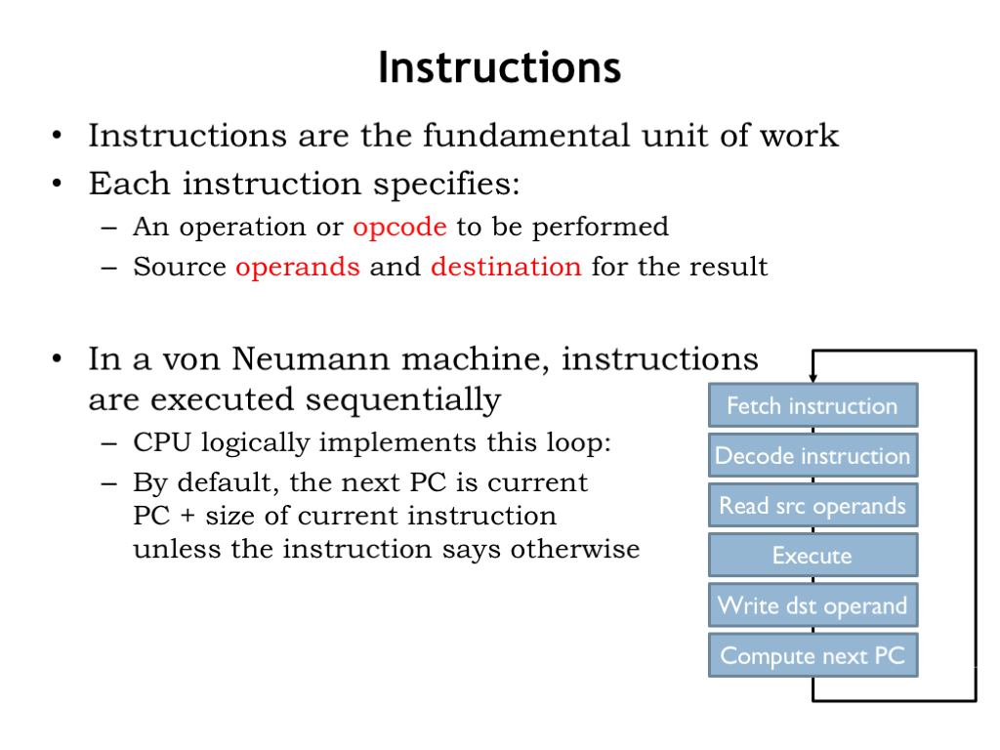 Instructions
• Instructions are the fundamental unit of work
• Each instruction specifies:
– An operation or opcode to be performed
– Source operands and destination for the result
• In a von Neumann machine, instructions
are executed sequentially
– CPU logically implements this loop:
– By default, the next PC is current
PC + size of current instruction
unless the instruction says otherwise
Fetch instruction
Decode instruction
Read src operands
Execute
Write dst operand
Compute next PC